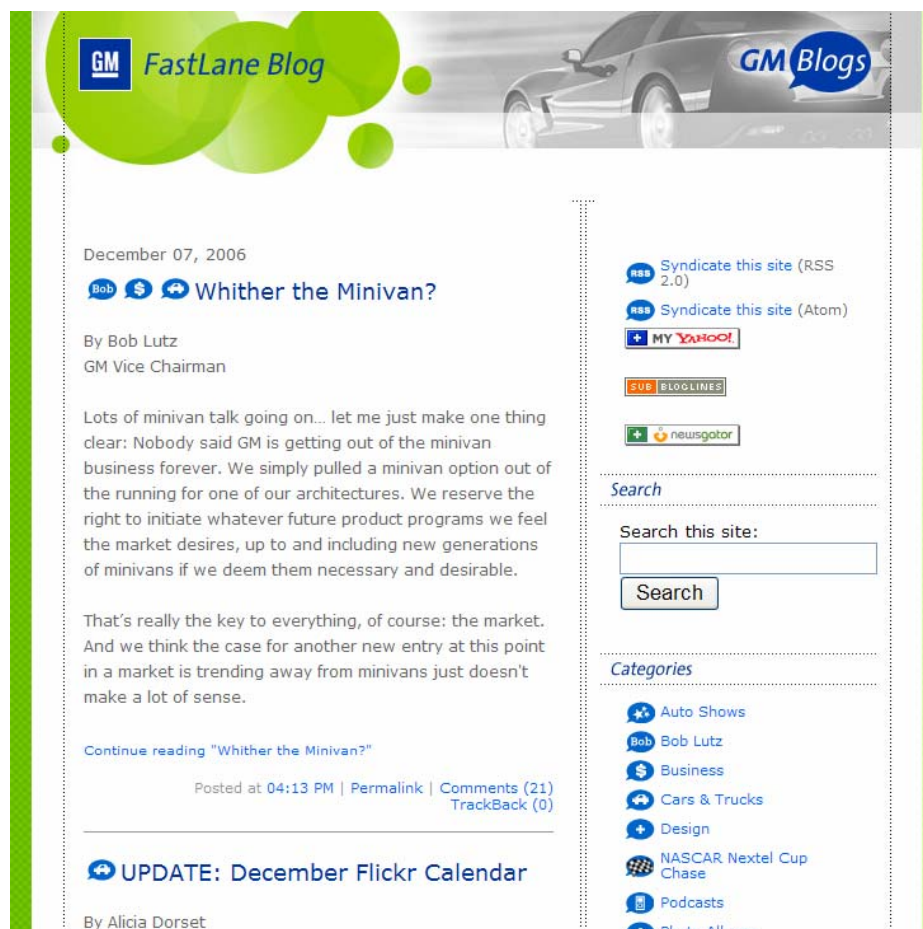 GM FastLane Blog
GM Blogs
December 07, 2006
Bob $ Whither the Minivan?
By Bob Lutz
GM Vice Chairman
Lots of minivan talk going on… let me just make one thing
clear: Nobody said GM is getting out of the minivan
business forever. We simply pulled a minivan option out of
the running for one of our architectures. We reserve the
right to initiate whatever future product programs we feel
the market desires, up to and including new generations
of minivans if we deem them necessary and desirable.
That’s really the key to everything, of course: the market.
And we think the case for another new entry at this point
in a market is trending away from minivans just doesn't
make a lot of sense.
Continue reading "Whither the Minivan?"
Posted at 04:13 PM | Permalink | Comments (21)
TrackBack (0)
UPDATE: December Flickr Calendar
By Alicia Dorset
RSS Syndicate this site (RSS
2.0)
RSS Syndicate this site (Atom)
+ MY YAHOO!
SUB BLOGLINES
+ newsgator
Search
Search this site:
Search
Categories
Auto Shows
Bob Bob Lutz
$ Business
Cars & Trucks
+ Design
NASCAR Nextel Cup
Chase
Podcasts